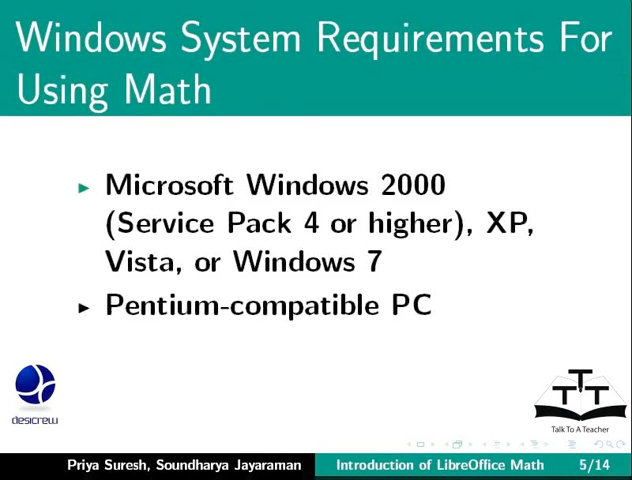 Windows System Requirements For
Using Math
Microsoft Windows 2000
(Service Pack 4 or higher), XP,
Vista, or Windows 7
Pentium-compatible PC
desicrew
TTT
Talk To A Teacher
Priya Suresh, Soundharya Jayaraman
Introduction of LibreOffice Math
5/14